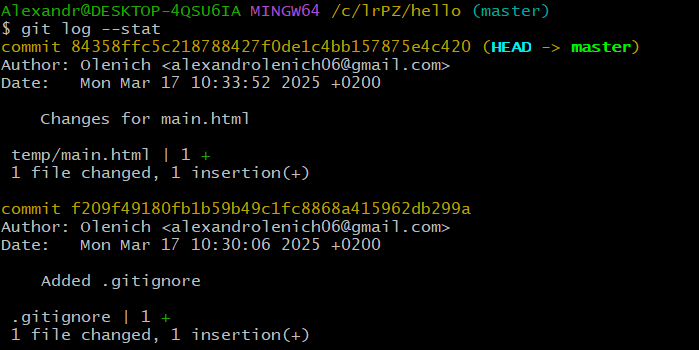 Alexandr@DESKTOP-4QSU6IA MINGW64 /c/lrPZ/hello (master)
$ git log --stat
commit 84358ffc5c218788427f0de1c4bb157875e4c420 (HEAD -> master)
Author: Olenich <alexandrolenich06@gmail.com>
Date:   Mon Mar 17 10:33:52 2025 +0200
    Changes for main.html
 temp/main.html | 1 +
 1 file changed, 1 insertion(+)
commit f209f49180fb1b59b49c1fc8868a415962db299a
Author: Olenich <alexandrolenich06@gmail.com>
Date:   Mon Mar 17 10:30:06 2025 +0200
    Added .gitignore
 .gitignore | 1 +
 1 file changed, 1 insertion(+)